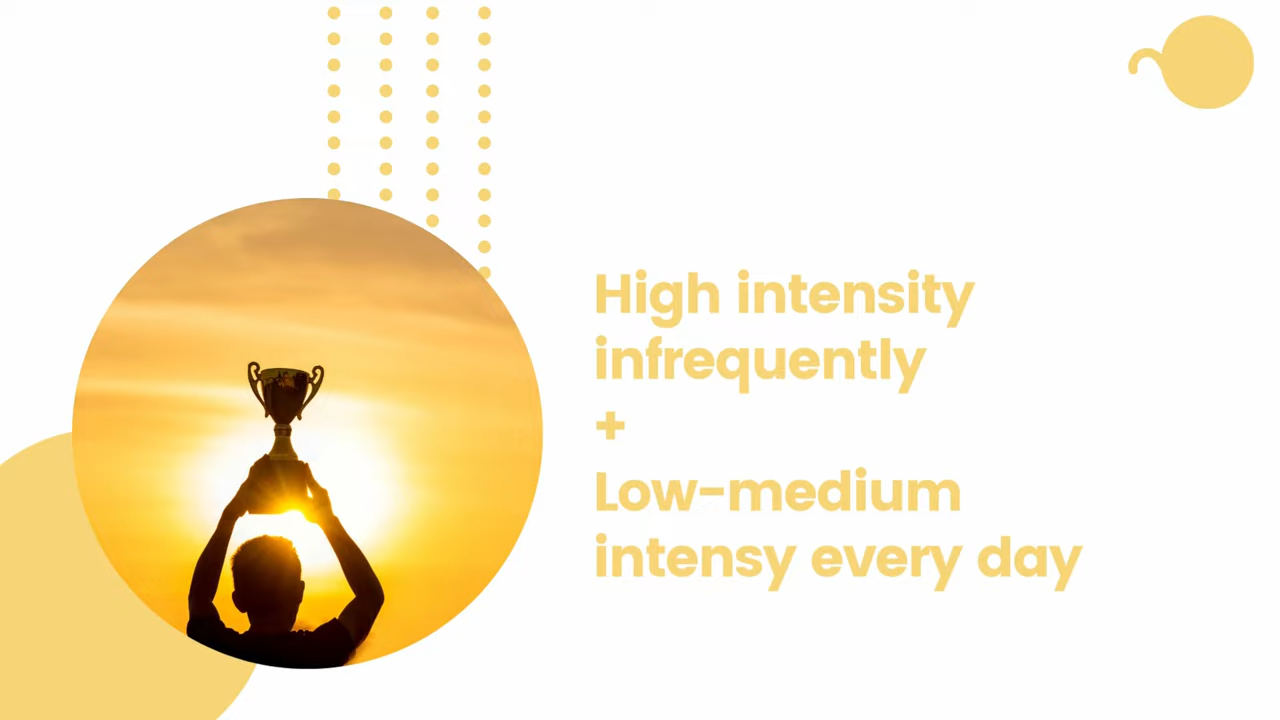 High intensity
infrequently
+
Low-medium
intensy every day